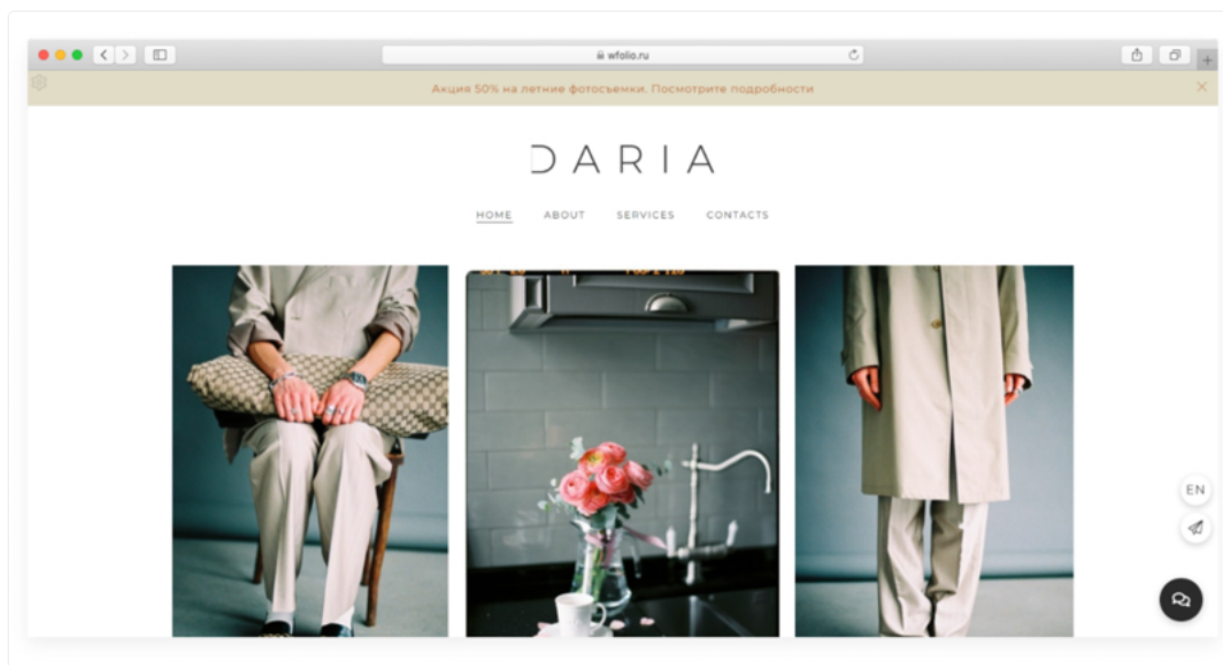 wfolio.ru
Акция 50% на летние фотосъемки. Посмотрите подробности
DARIA
HOME ABOUT SERVICES CONTACTS
EN